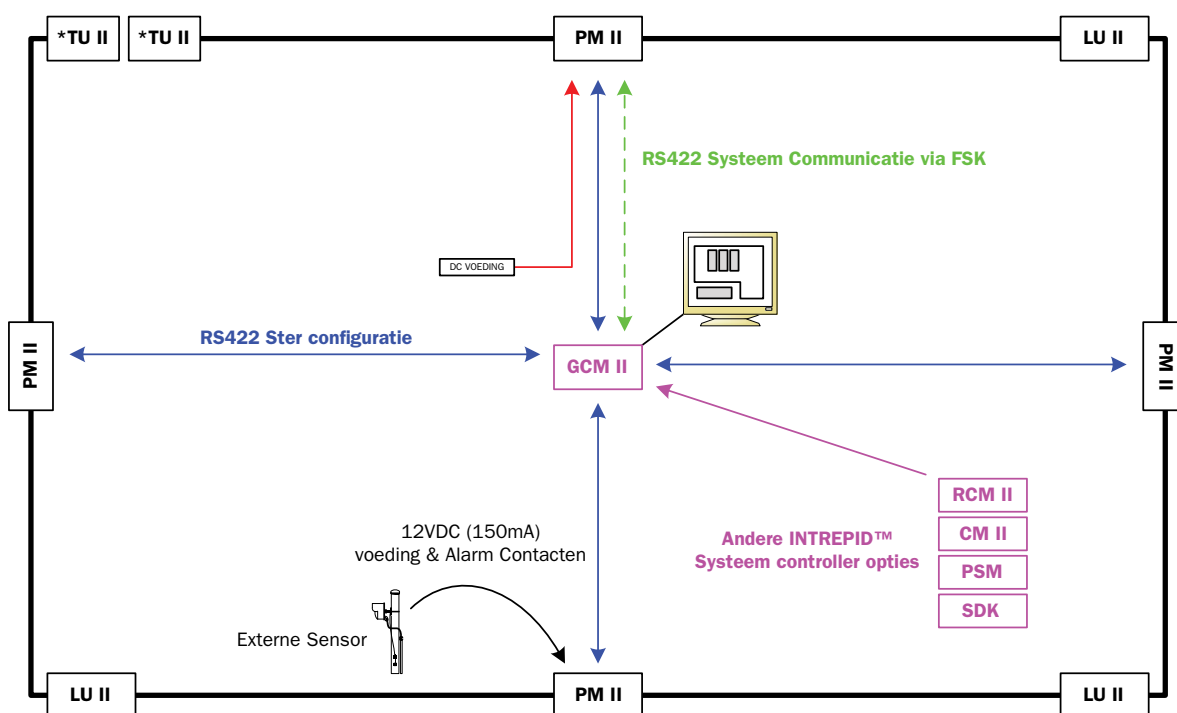 *TU II
*TU II
PM II
LU II
RS422 Systeem Communicatie via FSK
DC VOEDING
RS422 Ster configuratie
PM II
GCM II
PM II
RCM II
CM II
PSM
SDK
Andere INTREPID™
Systeem controller opties
12VDC (150mA)
voeding & Alarm Contacten
Externe Sensor
LU II
PM II
LU II